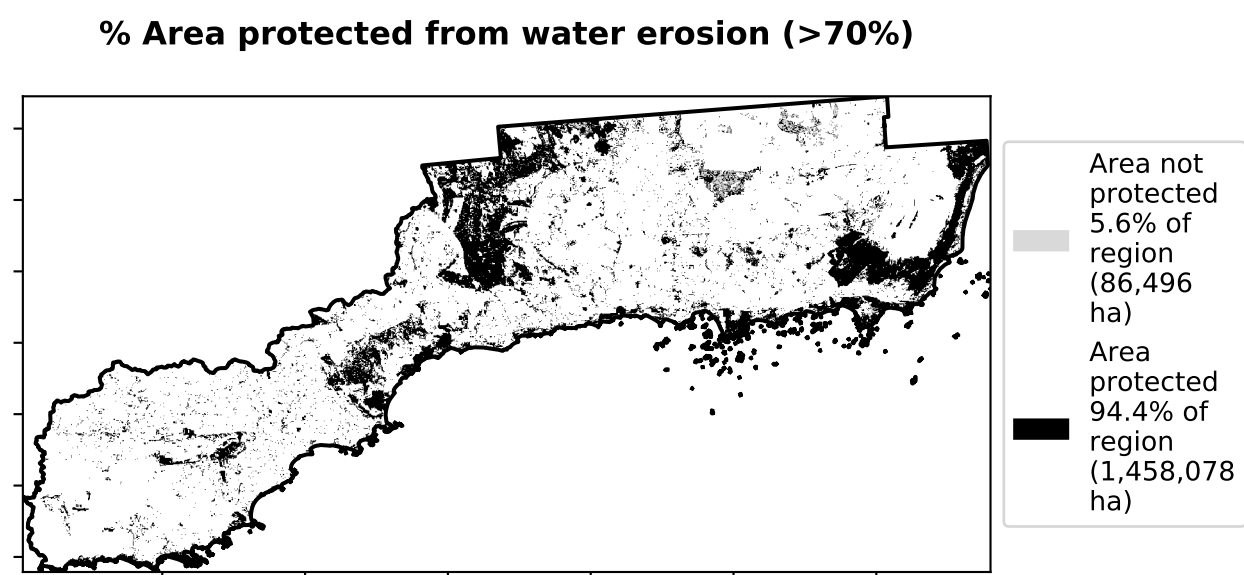 % Area protected from water erosion (>70%)
Area not
protected
5.6% of
region
(86,496
ha)
Area
protected
94.4% of
region
(1,458,078
ha)